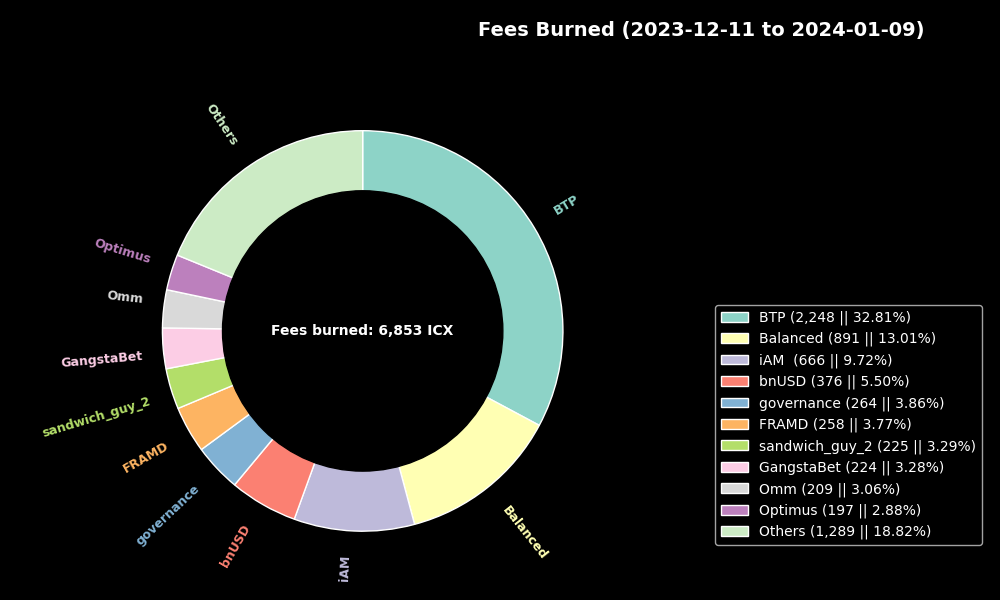 Fees Burned (2023-12-11 to 2024-01-09)
Others
BTP
Optimus
Omm
GangstaBet
sandwich_guy_2
FRAMD
governance
bnUSD
iAM
Balanced
Fees burned: 6,853 ICX
BTP (2,248 || 32.81%)
Balanced (891 || 13.01%)
iAM  (666 || 9.72%)
bnUSD (376 || 5.50%)
governance (264 || 3.86%)
FRAMD (258 || 3.77%)
sandwich_guy_2 (225 || 3.29%)
GangstaBet (224 || 3.28%)
Omm (209 || 3.06%)
Optimus (197 || 2.88%)
Others (1,289 || 18.82%)